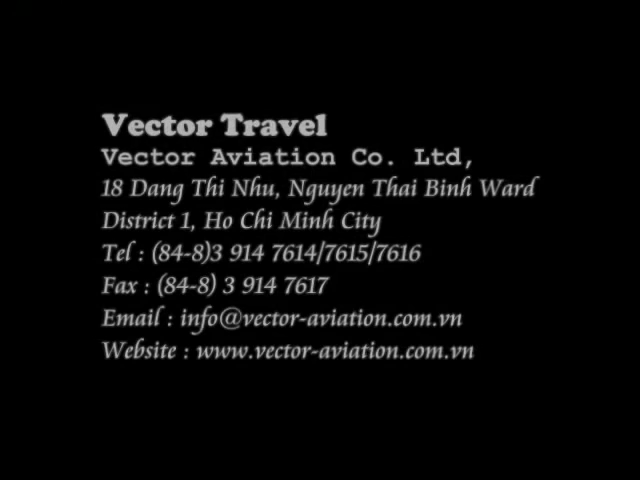 Vector Travel
Vector Aviation Co. Ltd,
18 Dang Thi Nhu, Nguyen Thai Binh Ward
District 1, Ho Chi Minh City
Tel : (84-8)3 914 7614/7615/7616
Fax : (84-8) 3 914 7617
Email : info@vector-aviation.com.vn
Website : www.vector-aviation.com.vn